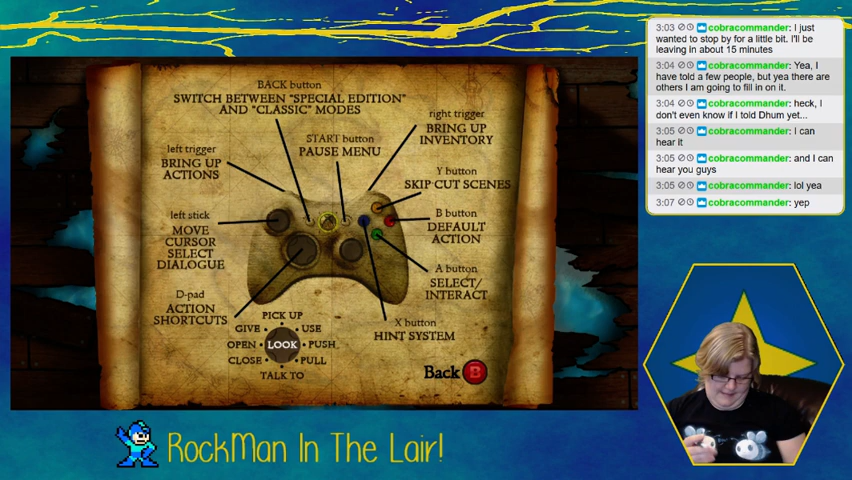 BACK button
SWITCH BETWEEN "SPECIAL EDITION"
AND "CLASSIC" MODES
right trigger
BRING UP
INVENTORY
START button
PAUSE MENU
left trigger
BRING UP
ACTIONS
Y button
SKIP CUT SCENES
left stick
MOVE
CURSOR
SELECT
DIALOGUE
B button
DEFAULT
ACTION
A button
SELECT/
INTERACT
D-pad
ACTION
SHORTCUTS
X button
HINT SYSTEM
PICK UP
GIVE
USE
OPEN
LOOK
PUSH
CLOSE
PULL
TALK TO
Back B
3:03 cobracommander: I just
wanted to stop by for a little bit. I'll be
leaving in about 15 minutes
3:04 cobracommander: Yea, I
have told a few people, but yea there are
others I am going to fill in on it.
3:04 cobracommander: heck, I
don't even know if I told Dhum yet...
3:05 cobracommander: I can
hear it
3:05 cobracommander: and I can
hear you guys
3:05 cobracommander: lol yea
3:07 cobracommander: yep
RockMan In The Lair!